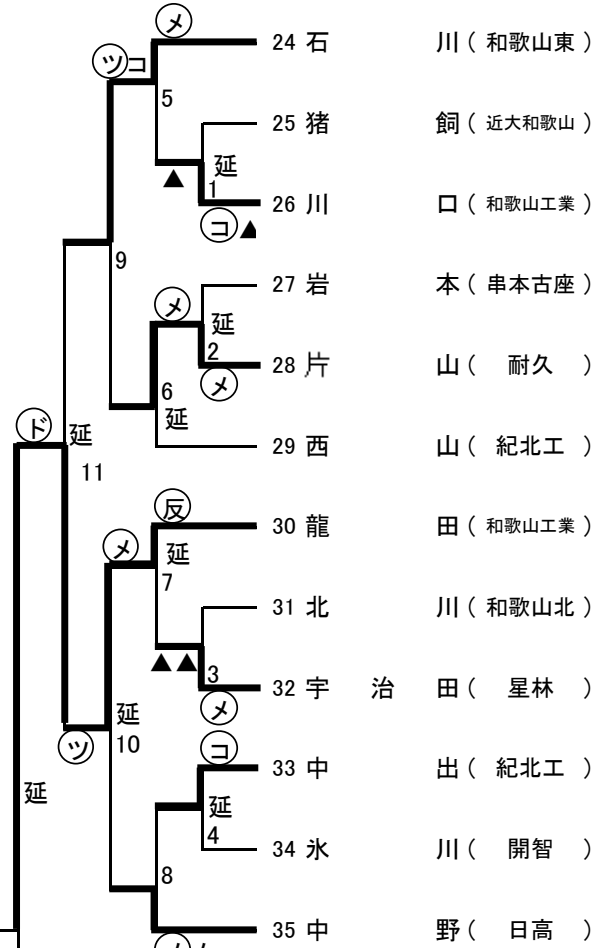 メ
24 石 川 ( 和歌山東 )
ツ コ
5
25 猪 飼 ( 近大和歌山 )
延
▲ 1
26 川 口 ( 和歌山工業 )
コ ▲
9
27 岩 本 ( 串本古座 )
メ
延
2
28 片 山 ( 耐久 )
メ
6
延
ド 延
29 西 山 ( 紀北工 )
11
反
30 龍 田 ( 和歌山工業 )
メ 延
7
31 北 川 ( 和歌山北 )
▲▲ 3
32 宇 治 田 ( 星林 )
メ
延
ツ 10
コ
33 中 出 ( 紀北工 )
延
延
4
34 氷 川 ( 開智 )
8
35 中 野 ( 日高 )